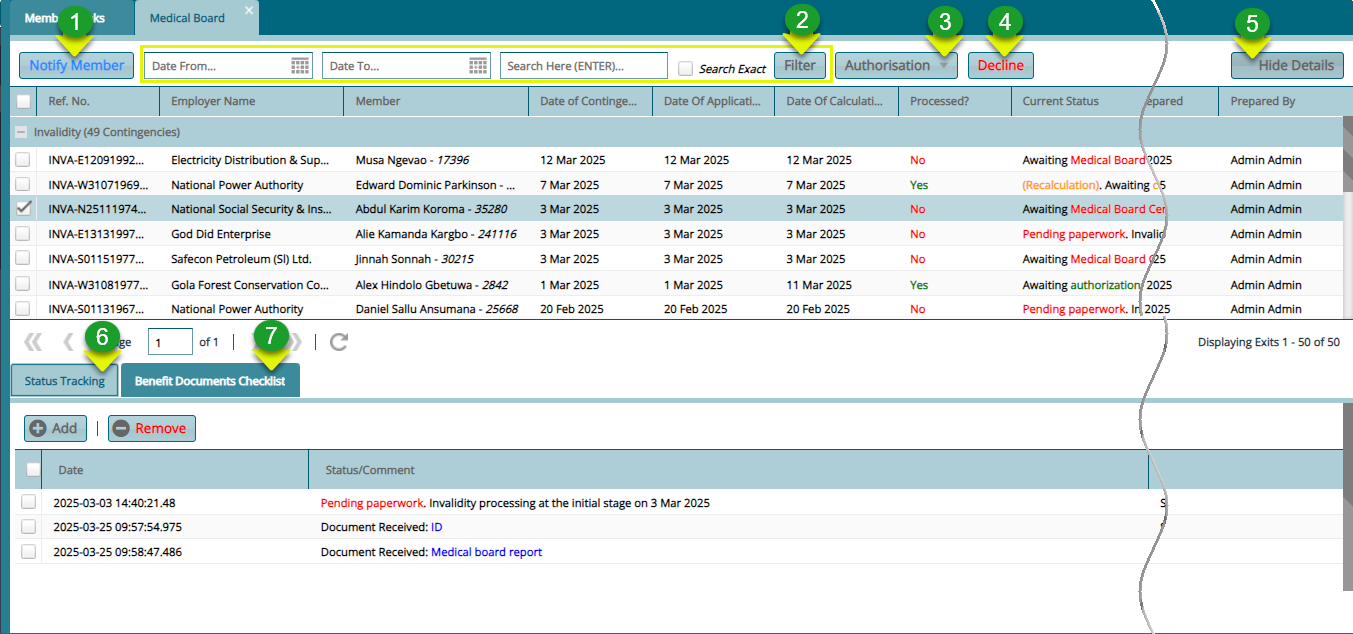 Memb ks Medical Board ×
1 2 3 4 5
Notify Member Date From... Date To... Search Here (ENTER)... Search Exact Filter Authorisation Decline Hide Details
Ref. No. Employer Name Member Date of Continge... Date Of Applicati... Date Of Calculati... Processed? Current Status epared Prepared By
Invalidity (49 Contingencies)
INVA-E12091992... Electricity Distribution & Sup... Musa Ngevao - 17396 12 Mar 2025 12 Mar 2025 12 Mar 2025 No Awaiting Medical Board 2025 Admin Admin
INVA-W31071969... National Power Authority Edward Dominic Parkinson - ... 7 Mar 2025 7 Mar 2025 7 Mar 2025 Yes (Recalculation). Awaiting 5 Admin Admin
INVA-N25111974... National Social Security & Ins... Abdul Karim Koroma - 35280 3 Mar 2025 3 Mar 2025 3 Mar 2025 No Awaiting Medical Board Cer Admin Admin
INVA-E13131997... God Did Enterprise Alie Kamanda Kargbo - 241116 3 Mar 2025 3 Mar 2025 3 Mar 2025 No Pending paperwork. Invalid Admin Admin
INVA-S01151977... Safecon Petroleum (Sl) Ltd. Jinnah Sonnah - 30215 3 Mar 2025 3 Mar 2025 3 Mar 2025 No Awaiting Medical Board 25 Admin Admin
INVA-W31081977... Gola Forest Conservation Co... Alex Hindolo Gbetuwa - 2842 1 Mar 2025 1 Mar 2025 11 Mar 2025 Yes Awaiting authorization 2025 Admin Admin
INVA-S01131967... National Power Authority Daniel Sallu Ansumana - 25668 20 Feb 2025 20 Feb 2025 20 Feb 2025 No Pending paperwork. In 2025 Admin Admin
6 ge 1 of 1 7 Displaying Exits 1 - 50 of 50
Status Tracking Benefit Documents Checklist
Add Remove
Date Status/Comment
2025-03-03 14:40:21.48 Pending paperwork. Invalidity processing at the initial stage on 3 Mar 2025
2025-03-25 09:57:54.975 Document Received: ID
2025-03-25 09:58:47.486 Document Received: Medical board report